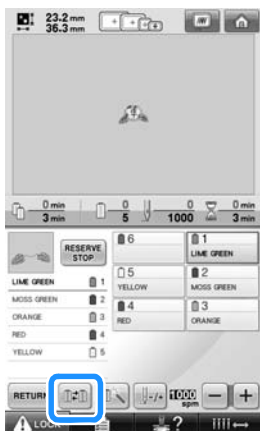 23.2 mm
36.3 mm
0 min
3 min
0
5
0
1000
0 min
3 min
RESERVE
STOP
LIME GREEN 1
MOSS GREEN 2
ORANGE 3
RED 4
YELLOW 5
6
1
LIME GREEN
5
YELLOW
2
MOSS GREEN
4
RED
3
ORANGE
RETURN
-/+
1000
spm
−
+
LOCK
?